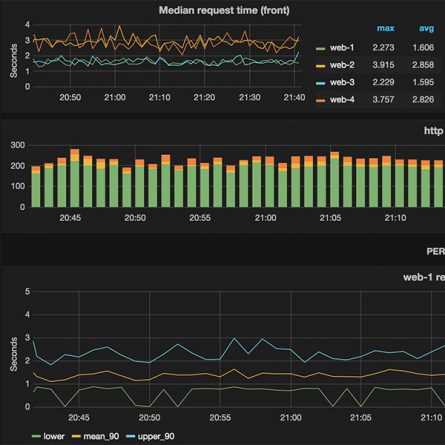 Median request time (front)
max avg
4
3
2
1
0
Seconds
20:50 21:00 21:10 21:20 21:30 21:40
web-1 2.273 1.606
web-2 3.915 2.858
web-3 2.229 1.595
web-4 3.757 2.826
http
300
200
100
0
20:45 20:50 20:55 21:00 21:05 21:10
PER
web-1 re
5
4
3
2
1
0
Seconds
20:45 20:50 20:55 21:00 21:05 21:10
lower mean_90 upper_90